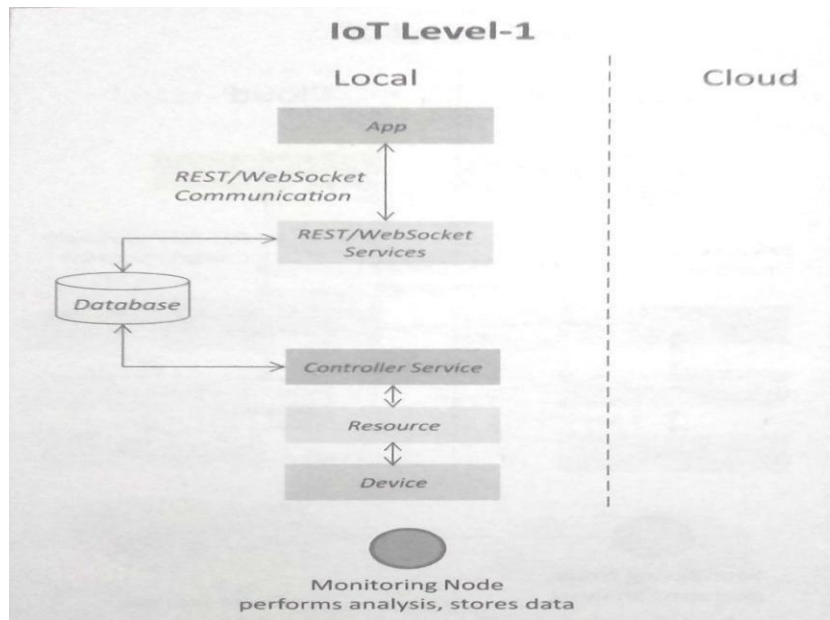 IoT Level-1
Local
Cloud
App
REST/WebSocket
Communication
REST/WebSocket
Services
Database
Controller Service
Resource
Device
Monitoring Node
performs analysis, stores data